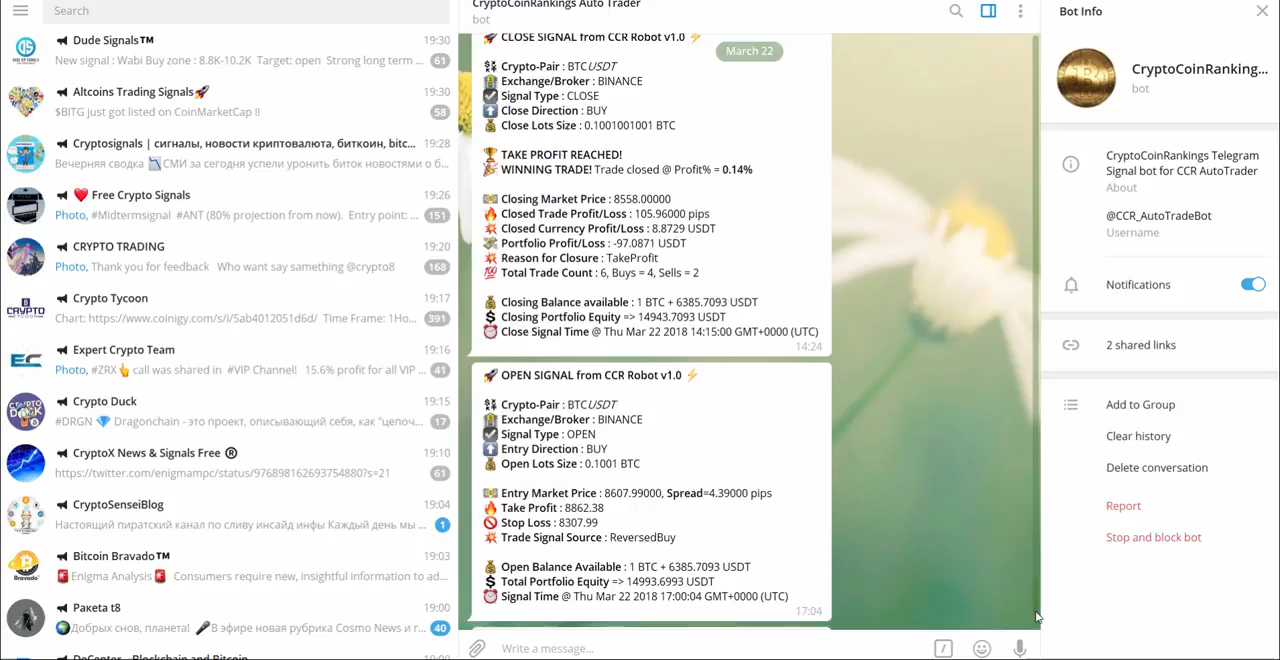 Search
Dude Signals™ 19:30
New signal : Wabi Buy zone : 8.8K-10.2K Target: open Strong long term ... 61
Altcoins Trading Signals 19:30
$BITG just got listed on CoinMarketCap !! 58
Cryptosignals | сигналы, новости криптовалюта, биткоин, bitc... 19:28
Вечерняя сводка СМИ за сегодня успели уронить биток новостями о б...
Free Crypto Signals 19:26
Photo, #Midtermsignal #ANT (80% projection from now). Entry point: ... 151
CRYPTO TRADING 19:20
Photo, Thank you for feedback Who want say something @crypto8 168
Crypto Tycoon 19:17
Chart: https://www.coinigy.com/s/i/5ab4012051d6d/ Time Frame: 1Ho... 391
Expert Crypto Team 19:16
Photo, #ZRX call was shared in #VIP Channel! 15.6% profit for all VIP ... 41
Crypto Duck 19:15
#DRGN Dragonchain - это проект, описывающий себя, как "цепоч... 17
CryptoX News & Signals Free ® 19:10
https://twitter.com/enigmampc/status/976898162693754880?s=21 61
CryptoSenseiBlog 19:04
Настоящий пиратский канал по сливу инсайд инфы Каждый день мы ... 1
Bitcoin Bravado™ 19:03
Enigma Analysis Consumers require new, insightful information to ad...
Ракета t8 19:00
Добрых снов, планета! В эфире новая рубрика Cosmo News и г... 40
DeCenter - Blockchain and Bitcoin 19:00
CryptoCoinRankings Auto Trader
bot
March 22
CLOSE SIGNAL from CCR Robot v1.0
Crypto-Pair : BTCUSDT
Exchange/Broker : BINANCE
Signal Type : CLOSE
Close Direction : BUY
Close Lots Size : 0.1001001001 BTC
TAKE PROFIT REACHED!
WINNING TRADE! Trade closed @ Profit% = 0.14%
Closing Market Price : 8558.00000
Closed Trade Profit/Loss : 105.96000 pips
Closed Currency Profit/Loss : 8.8729 USDT
Portfolio Profit/Loss : -97.0871 USDT
Reason for Closure : TakeProfit
Total Trade Count : 6, Buys = 4, Sells = 2
Closing Balance available : 1 BTC + 6385.7093 USDT
Closing Portfolio Equity => 14943.7093 USDT
Close Signal Time @ Thu Mar 22 2018 14:15:00 GMT+0000 (UTC)
14:24
OPEN SIGNAL from CCR Robot v1.0
Crypto-Pair : BTCUSDT
Exchange/Broker : BINANCE
Signal Type : OPEN
Entry Direction : BUY
Open Lots Size : 0.1001 BTC
Entry Market Price : 8607.99000, Spread=4.39000 pips
Take Profit : 8862.38
Stop Loss : 8307.99
Trade Signal Source : ReversedBuy
Open Balance Available : 1 BTC + 6385.7093 USDT
Total Portfolio Equity => 14993.6993 USDT
Signal Time @ Thu Mar 22 2018 17:00:04 GMT+0000 (UTC)
17:04
Write a message...
Bot Info
CryptoCoinRanking...
bot
CryptoCoinRankings Telegram
Signal bot for CCR AutoTrader
About
@CCR_AutoTradeBot
Username
Notifications
2 shared links
Add to Group
Clear history
Delete conversation
Report
Stop and block bot